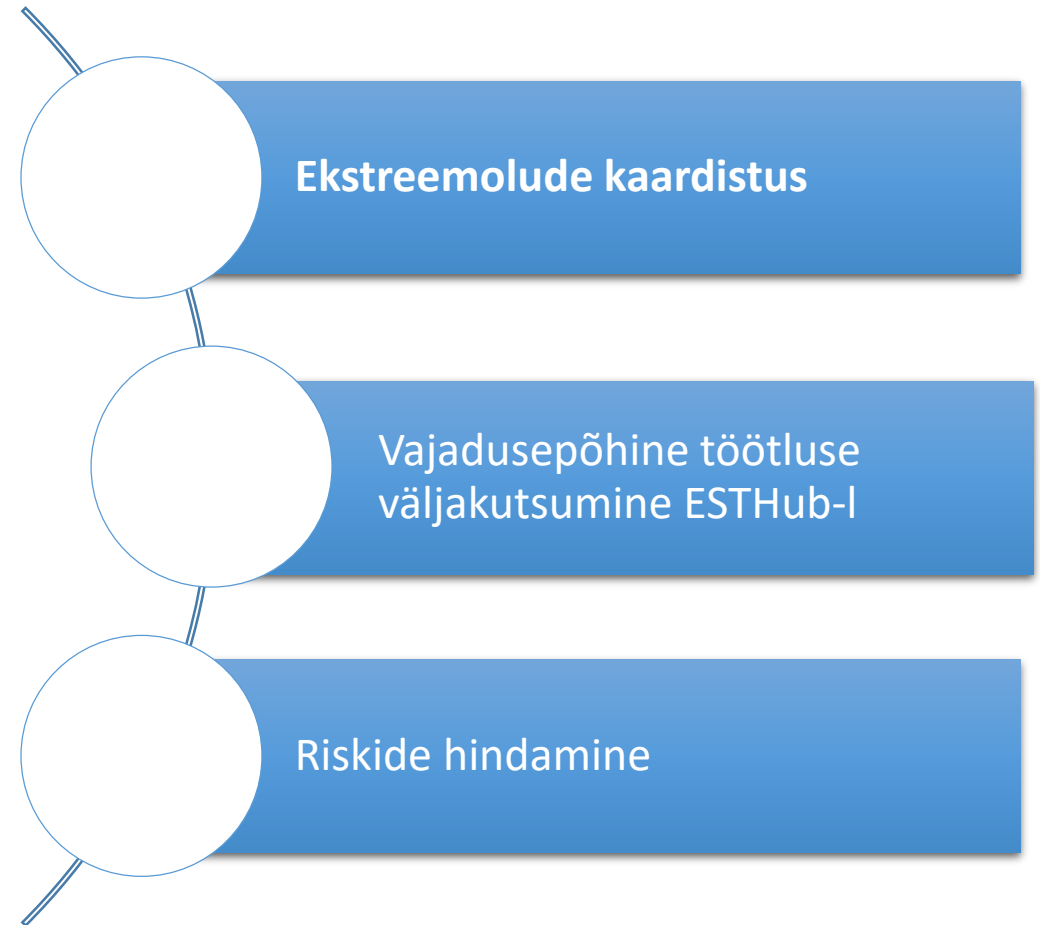 Ekstreemolude kaardistus
Vajadusepõhine töötluse
väljakutsumine ESTHub-l
Riskide hindamine